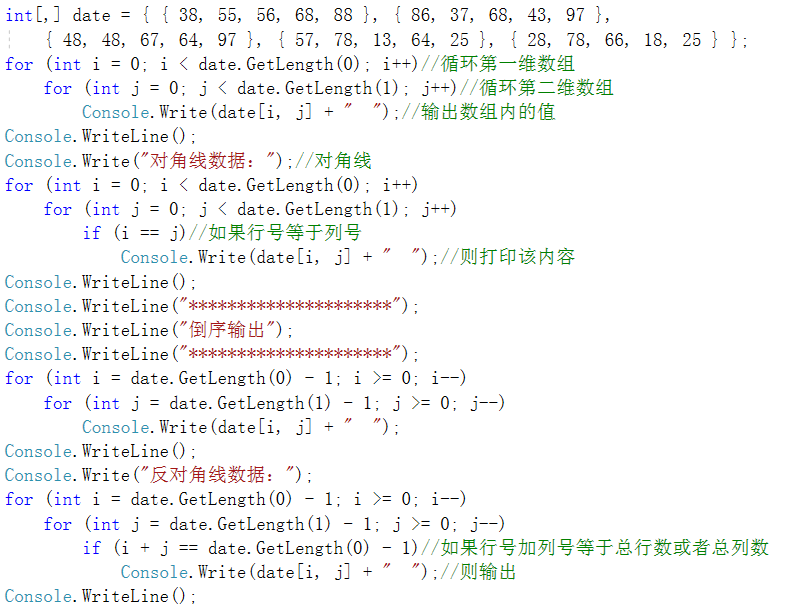 int[,] date = { { 38, 55, 56, 68, 88 }, { 86, 37, 68, 43, 97 },
    { 48, 48, 67, 64, 97 }, { 57, 78, 13, 64, 25 }, { 28, 78, 66, 18, 25 } };
for (int i = 0; i < date.GetLength(0); i++)//循环第一维数组
    for (int j = 0; j < date.GetLength(1); j++)//循环第二维数组
        Console.Write(date[i, j] + "  ");//输出数组内的值
Console.WriteLine();
Console.Write("对角线数据：");//对角线
for (int i = 0; i < date.GetLength(0); i++)
    for (int j = 0; j < date.GetLength(1); j++)
        if (i == j)//如果行号等于列号
            Console.Write(date[i, j] + "  ");//则打印该内容
Console.WriteLine();
Console.WriteLine("*********************");
Console.WriteLine("倒序输出");
Console.WriteLine("*********************");
for (int i = date.GetLength(0) - 1; i >= 0; i--)
    for (int j = date.GetLength(1) - 1; j >= 0; j--)
        Console.Write(date[i, j] + "  ");
Console.WriteLine();
Console.Write("反对角线数据：");
for (int i = date.GetLength(0) - 1; i >= 0; i--)
    for (int j = date.GetLength(1) - 1; j >= 0; j--)
        if (i + j == date.GetLength(0) - 1)//如果行号加列号等于总行数或者总列数
            Console.Write(date[i, j] + "  ");//则输出
Console.WriteLine();